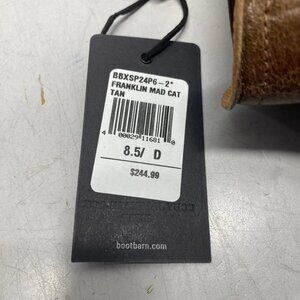 BBXSP24P6-2*
FRANKLIN MAD CAT
TAN
4 00029 11681 0
8.5/ D
$244.99
bootbarn.com